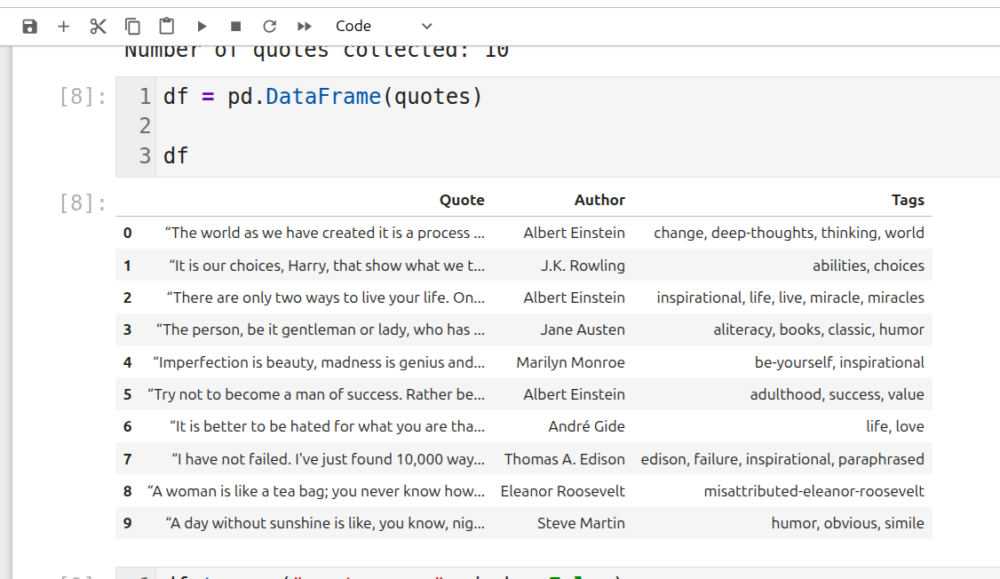 Code
Number of quotes collected: 10
[8]: 1 df = pd.DataFrame(quotes)
2
3 df
[8]: Quote Author Tags
0 “The world as we have created it is a process ... Albert Einstein change, deep-thoughts, thinking, world
1 “It is our choices, Harry, that show what we t... J.K. Rowling abilities, choices
2 “There are only two ways to live your life. On... Albert Einstein inspirational, life, live, miracle, miracles
3 “The person, be it gentleman or lady, who has ... Jane Austen aliteracy, books, classic, humor
4 “Imperfection is beauty, madness is genius and... Marilyn Monroe be-yourself, inspirational
5 “Try not to become a man of success. Rather be... Albert Einstein adulthood, success, value
6 “It is better to be hated for what you are tha... André Gide life, love
7 “I have not failed. I've just found 10,000 way... Thomas A. Edison edison, failure, inspirational, paraphrased
8 “A woman is like a tea bag; you never know how... Eleanor Roosevelt misattributed-eleanor-roosevelt
9 “A day without sunshine is like, you know, nig... Steve Martin humor, obvious, simile